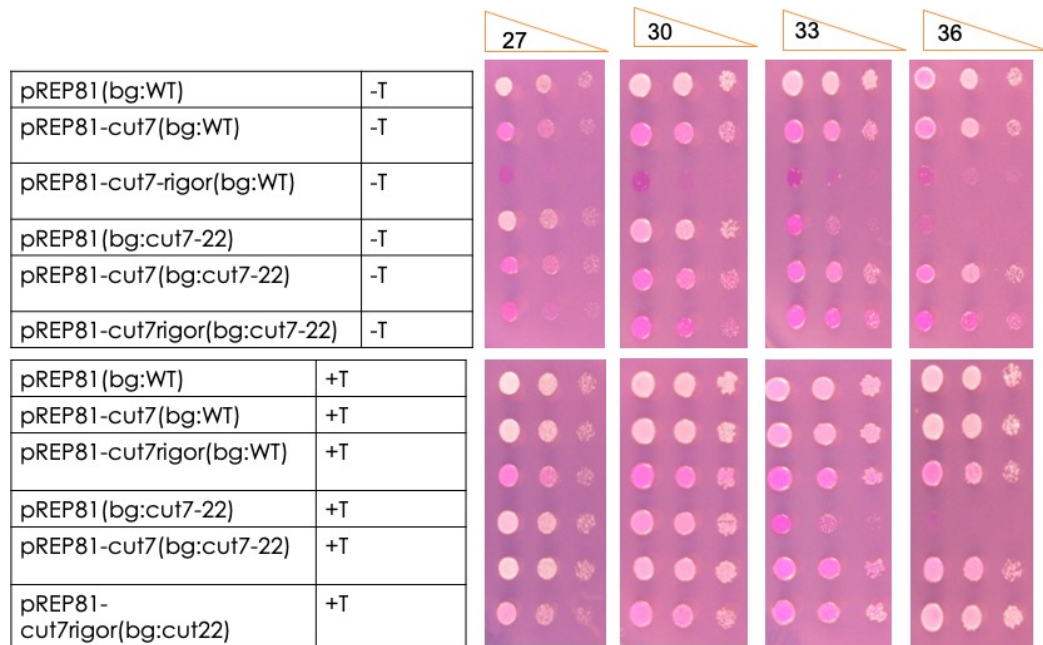 27
30
33
36
pREP81(bg:WT) -T
pREP81-cut7(bg:WT) -T
pREP81-cut7-rigor(bg:WT) -T
pREP81(bg:cut7-22) -T
pREP81-cut7(bg:cut7-22) -T
pREP81-cut7rigor(bg:cut7-22) -T
pREP81(bg:WT) +T
pREP81-cut7(bg:WT) +T
pREP81-cut7rigor(bg:WT) +T
pREP81(bg:cut7-22) +T
pREP81-cut7(bg:cut7-22) +T
pREP81- +T
cut7rigor(bg:cut22)